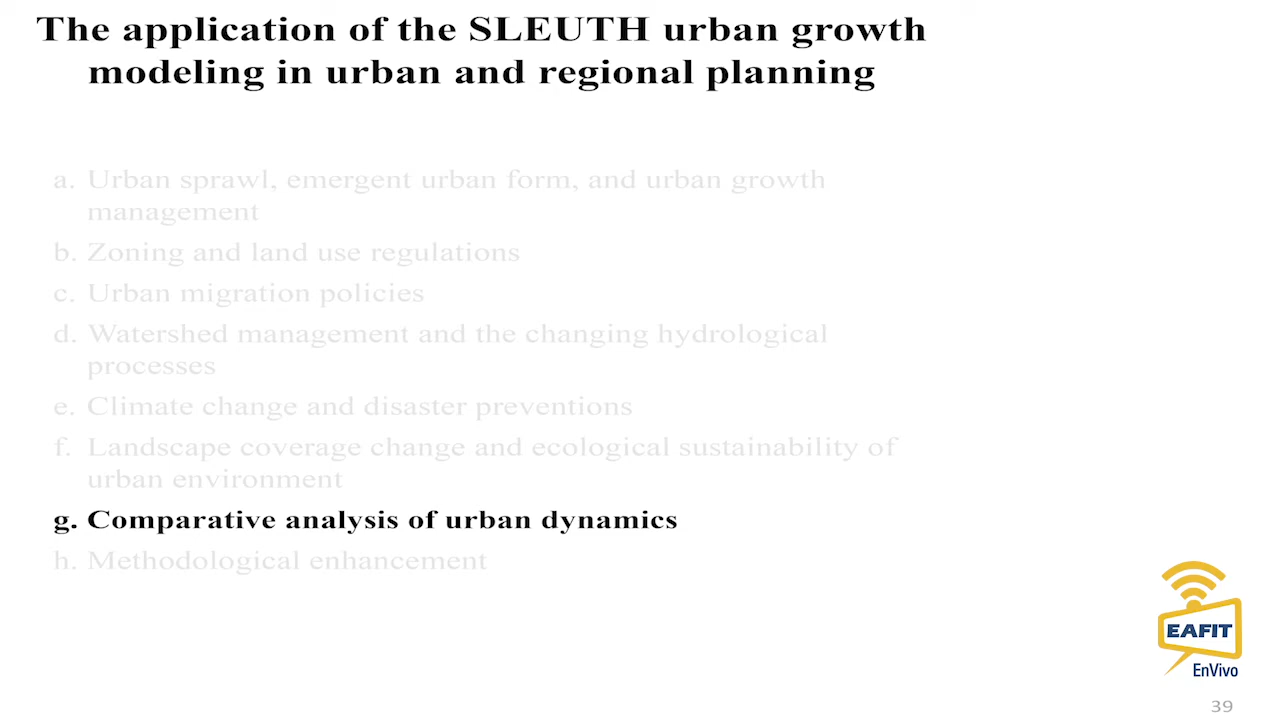 The application of the SLEUTH urban growth
modeling in urban and regional planning
a. Urban sprawl, emergent urban form, and urban growth
management
b. Zoning and land use regulations
c. Urban migration policies
d. Watershed management and the changing hydrological
processes
e. Climate change and disaster preventions
f. Landscape coverage change and ecological sustainability of
urban environment
g. Comparative analysis of urban dynamics
h. Methodological enhancement
EAFIT
EnVivo
39